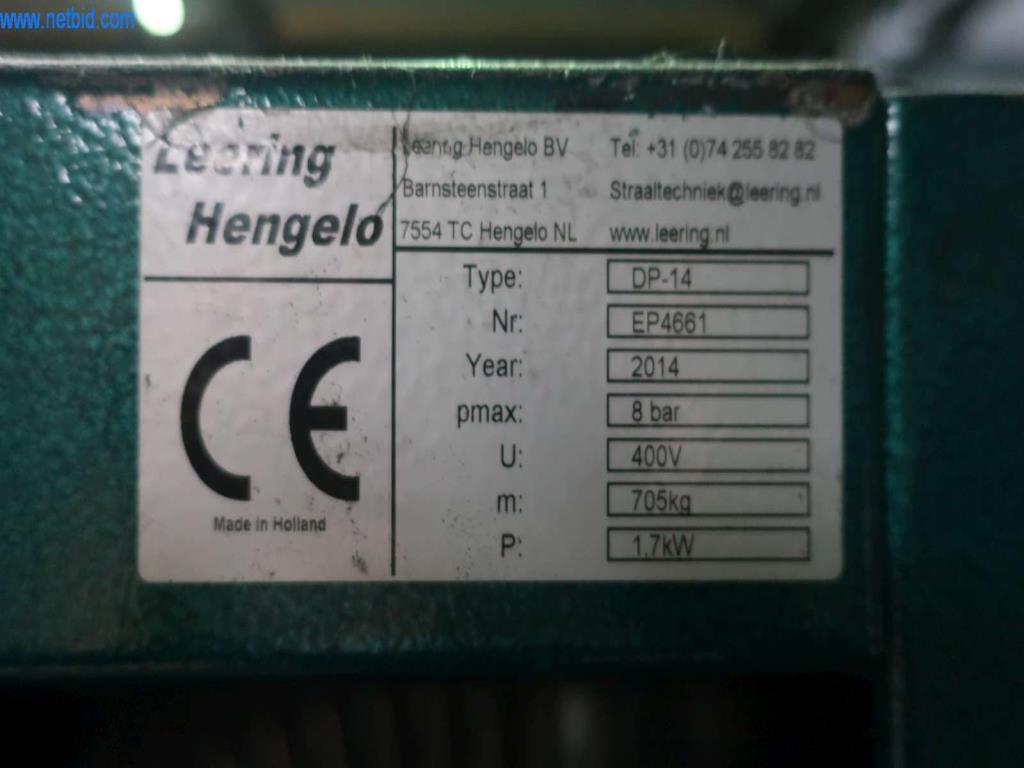 www.netbid.com
Leering
Hengelo
Leering Hengelo BV
Barnsteenstraat 1
7554 TC Hengelo NL
Tel: +31 (0)74 255 82 82
Straaltechniek@leering.nl
www.leering.nl
CE
Made in Holland
Type: DP-14
Nr: EP4661
Year: 2014
pmax: 8 bar
U: 400V
m: 705kg
P: 1,7kW